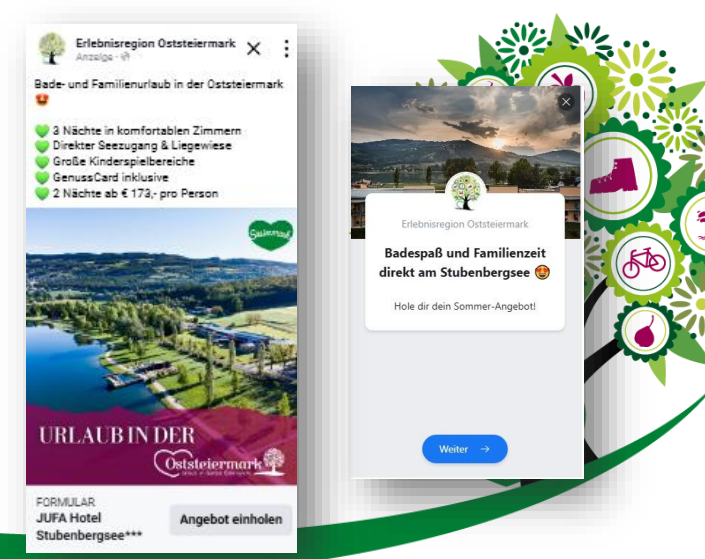 Erlebnisregion Oststeiermark
Anzeige ·
Bade- und Familienurlaub in der Oststeiermark
🤩
💚 3 Nächte in komfortablen Zimmern
💚 Direkter Seezugang & Liegewiese
💚 Große Kinderspielbereiche
💚 GenussCard inklusive
💚 2 Nächte ab € 173,- pro Person
Steiermark
URLAUB IN DER
Oststeiermark
FORMULAR
JUFA Hotel
Stubenbergsee***
Angebot einholen
Erlebnisregion Oststeiermark
Badespaß und Familienzeit
direkt am Stubenbergsee 🤩
Hole dir dein Sommer-Angebot!
Weiter →